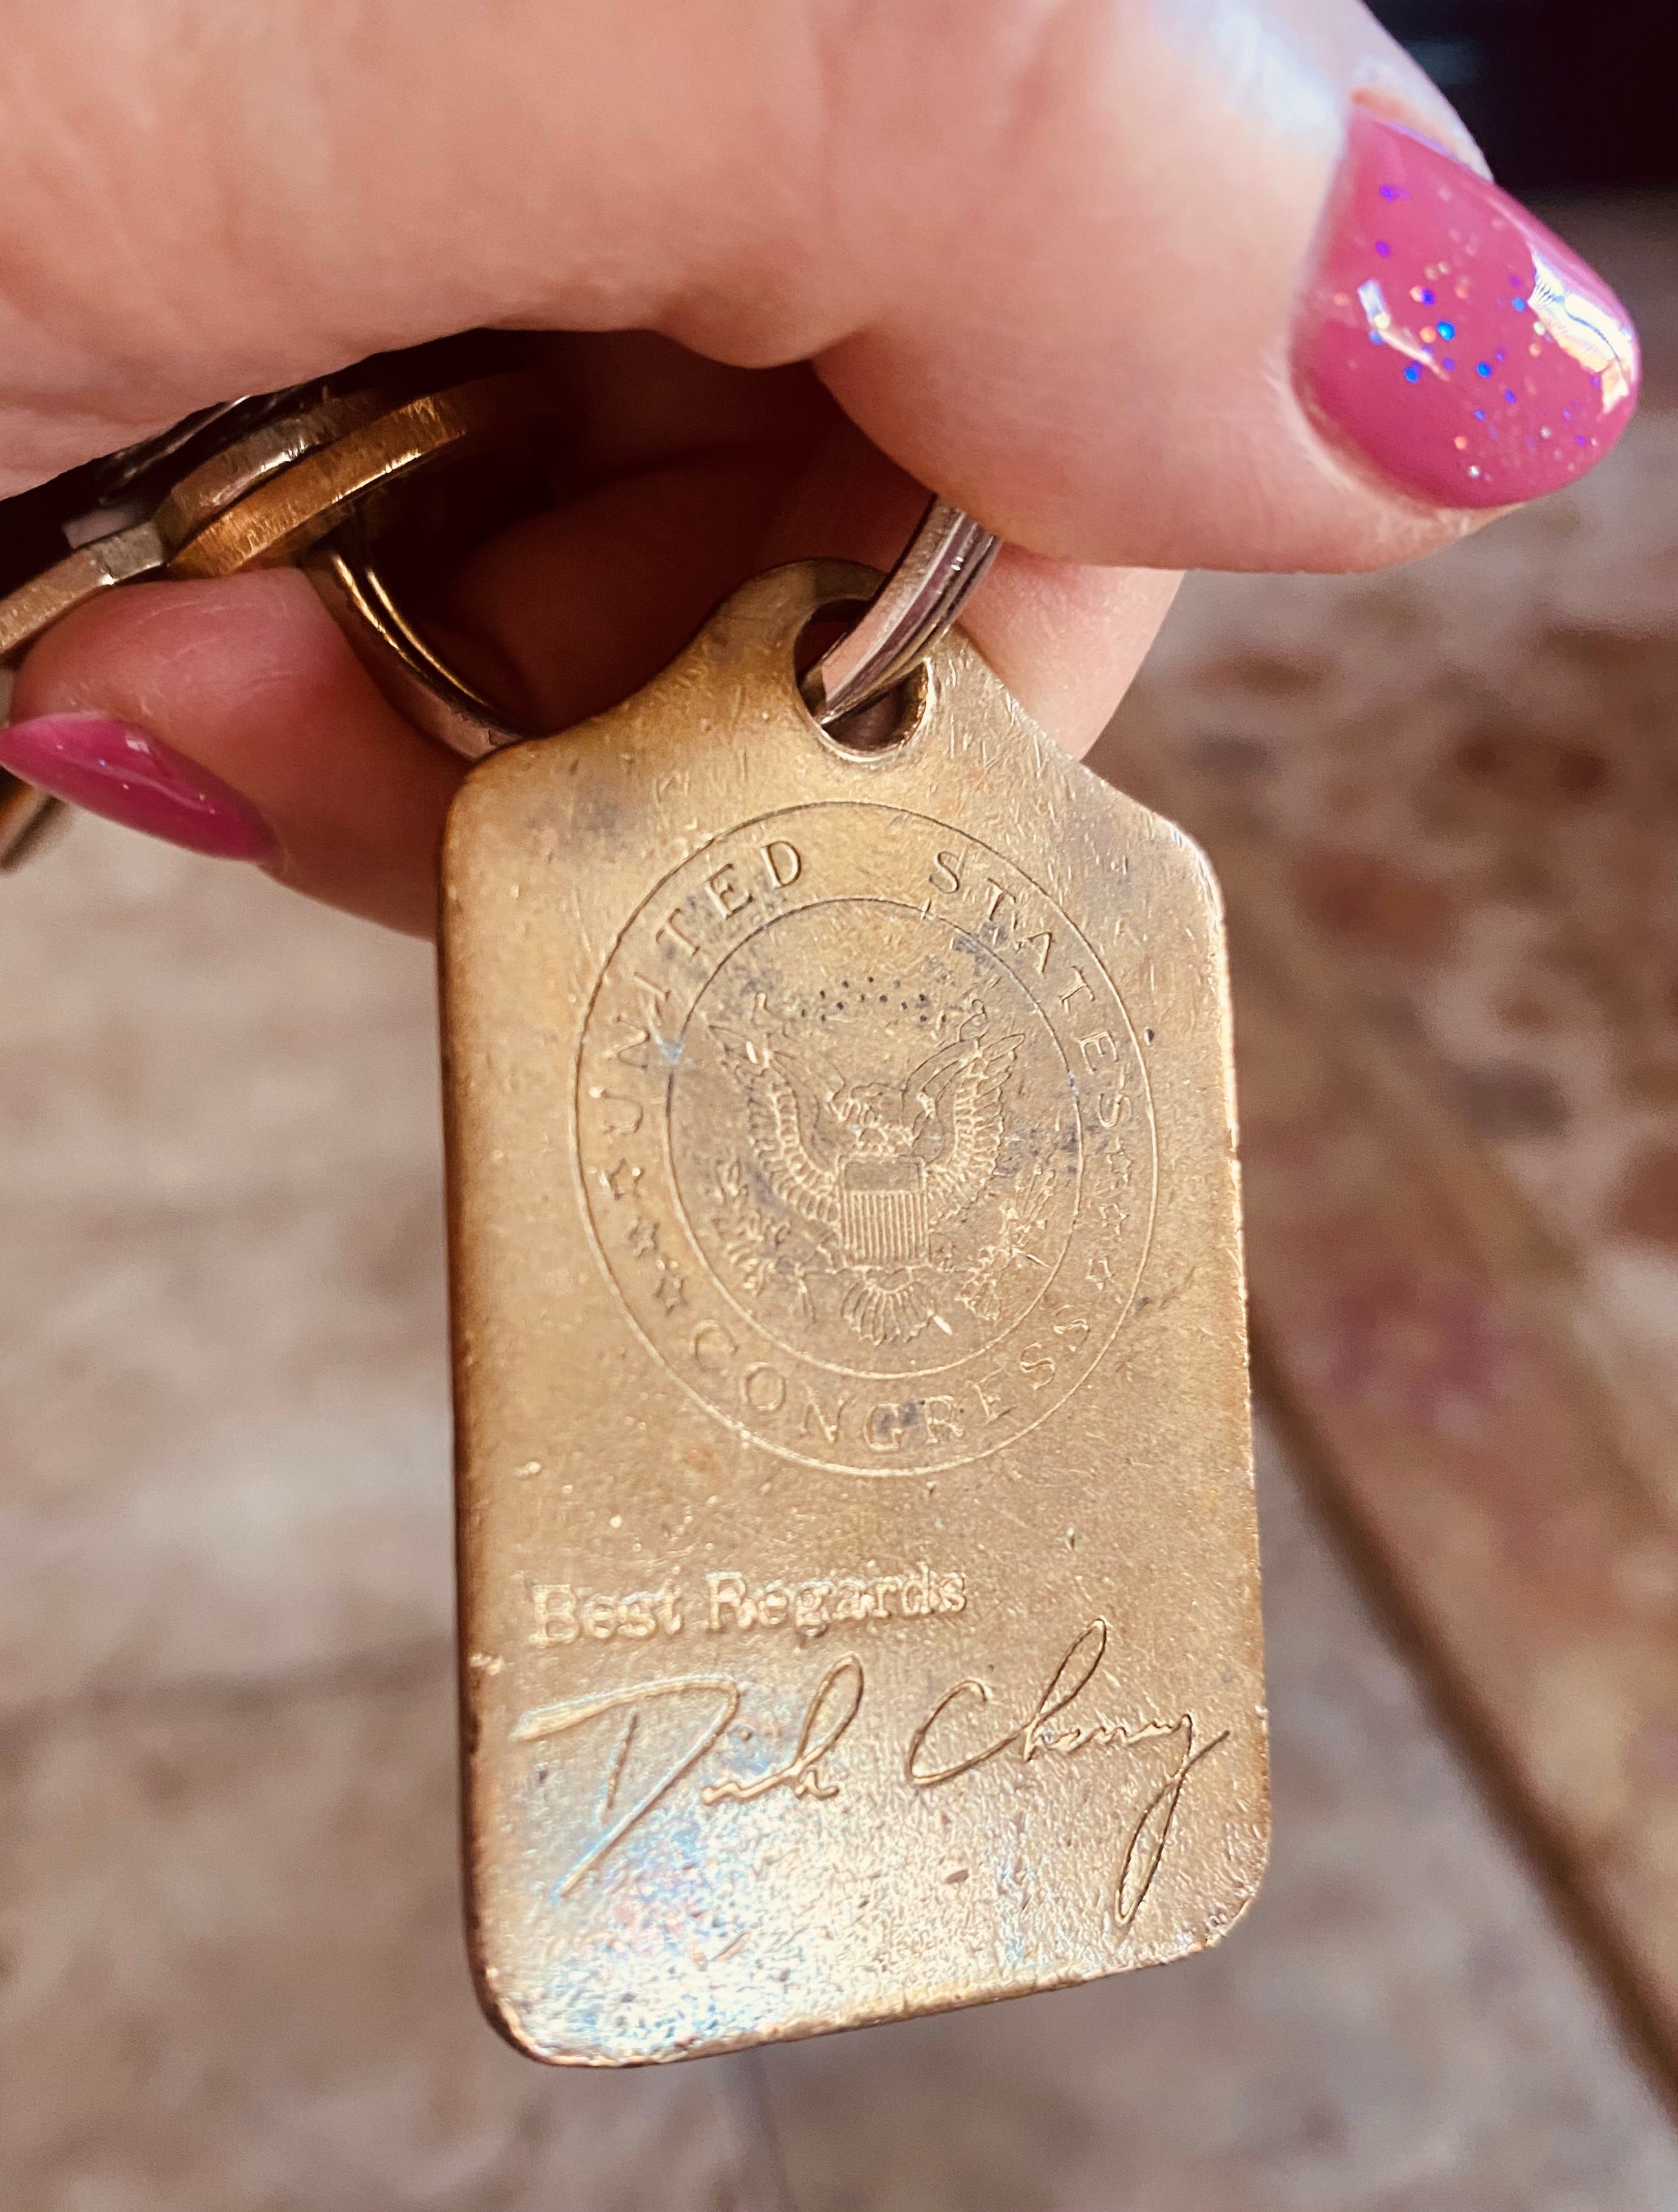 UNITED STATES
CONGRESS
Best Regards
Dick Cheney